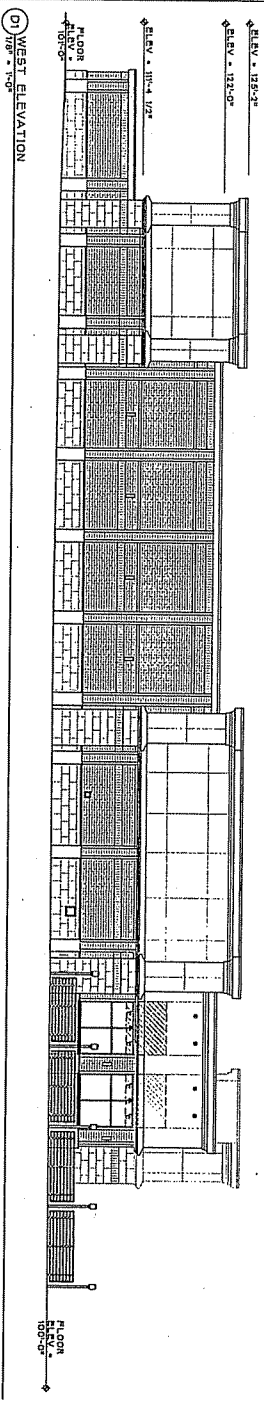 ELEV = 125'-2"
ELEV = 122'-0"
ELEV = 111'-4 1/2"
FLOOR
ELEV =
101'-0"
FLOOR
ELEV =
100'-0"
D1
WEST ELEVATION
1/8" = 1'-0"